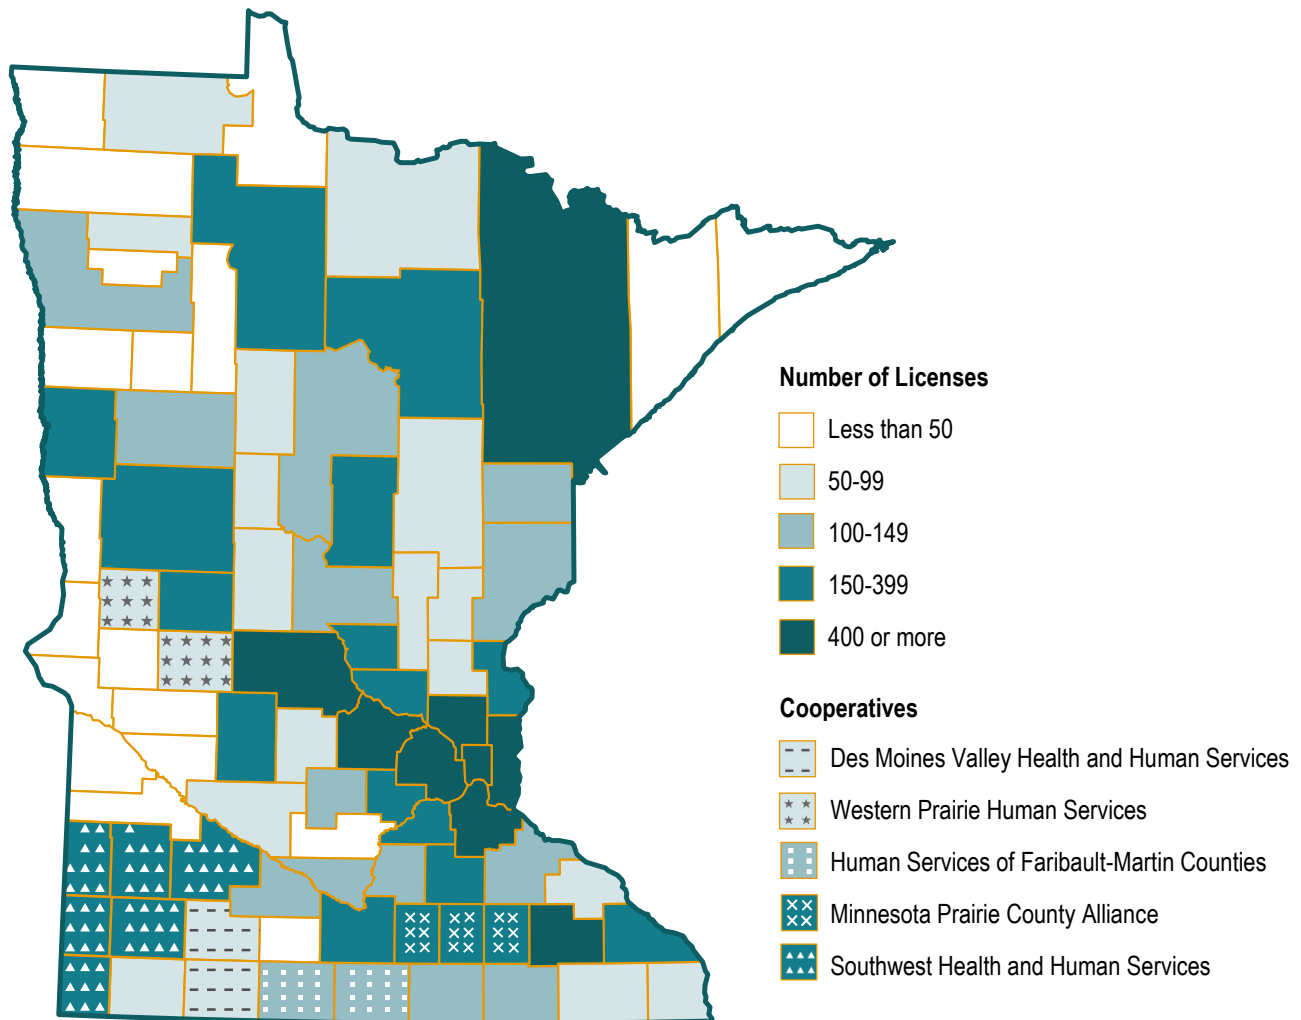 Number of Licenses
Less than 50
50-99
100-149
150-399
400 or more
Cooperatives
Des Moines Valley Health and Human Services
Western Prairie Human Services
Human Services of Faribault-Martin Counties
Minnesota Prairie County Alliance
Southwest Health and Human Services